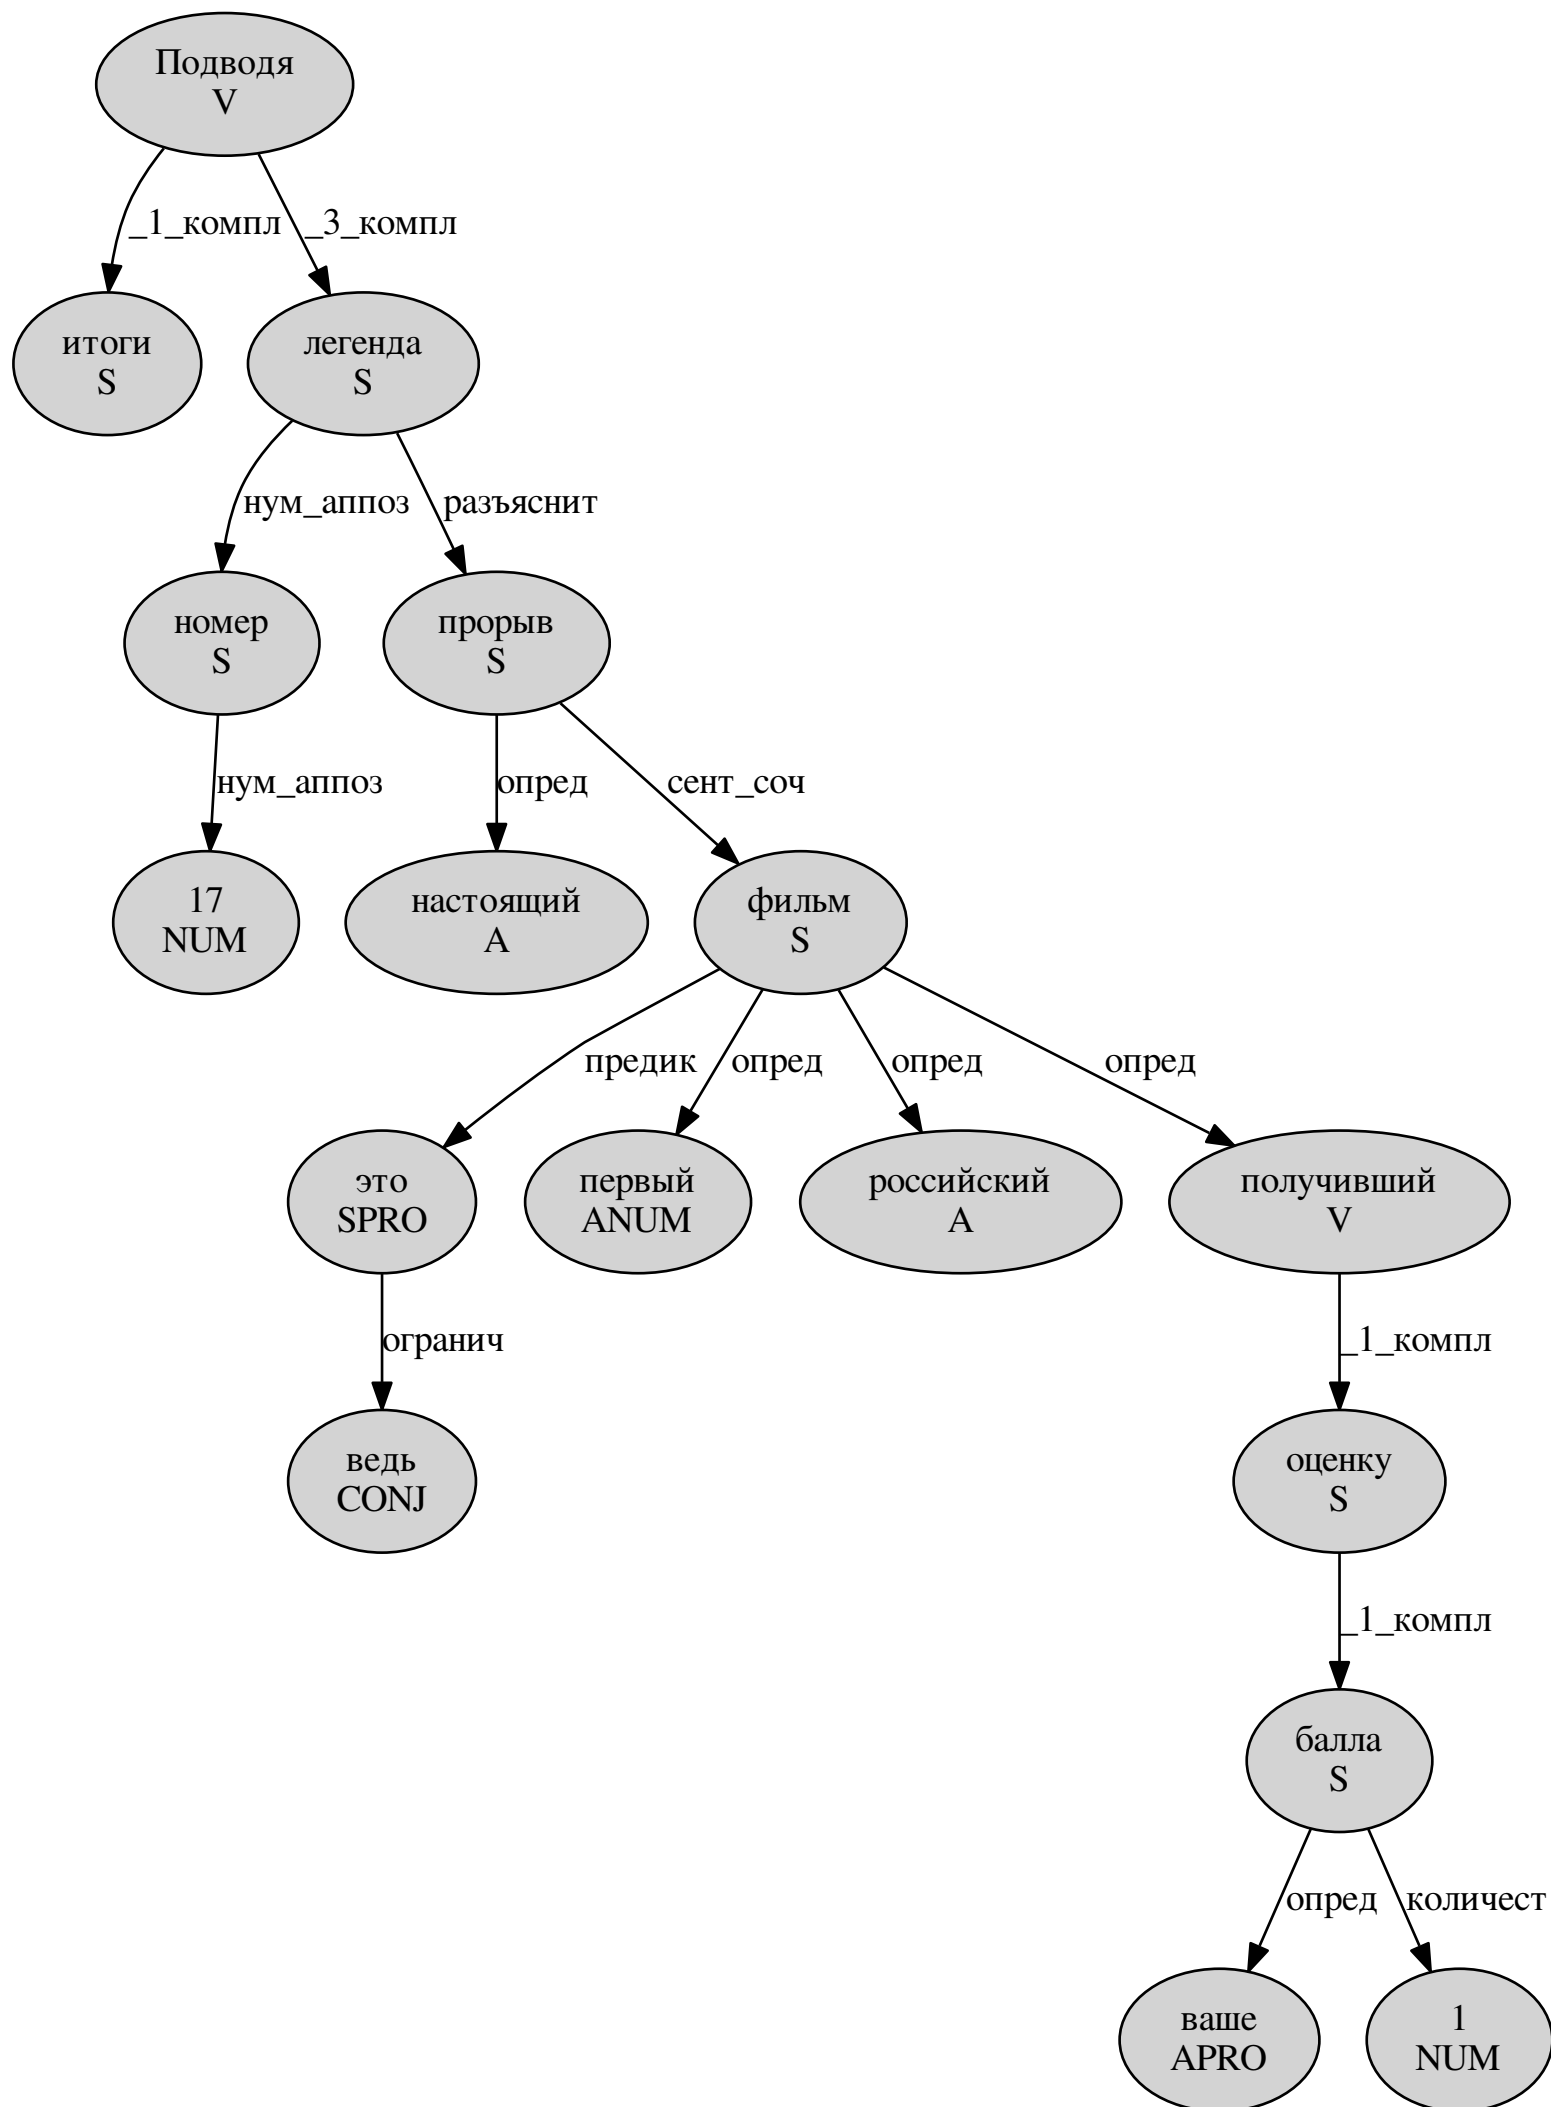 Подводя
V
_1_компл _3_компл
итоги
S
легенда
S
нум_аппоз разъяснит
номер
S
прорыв
S
нум_аппоз опред сент_соч
17
NUM
настоящий
A
фильм
S
предик опред опред опред
это
SPRO
первый
ANUM
российский
A
получивший
V
огранич _1_компл
ведь
CONJ
оценку
S
_1_компл
балла
S
опред количест
ваше
APRO
1
NUM